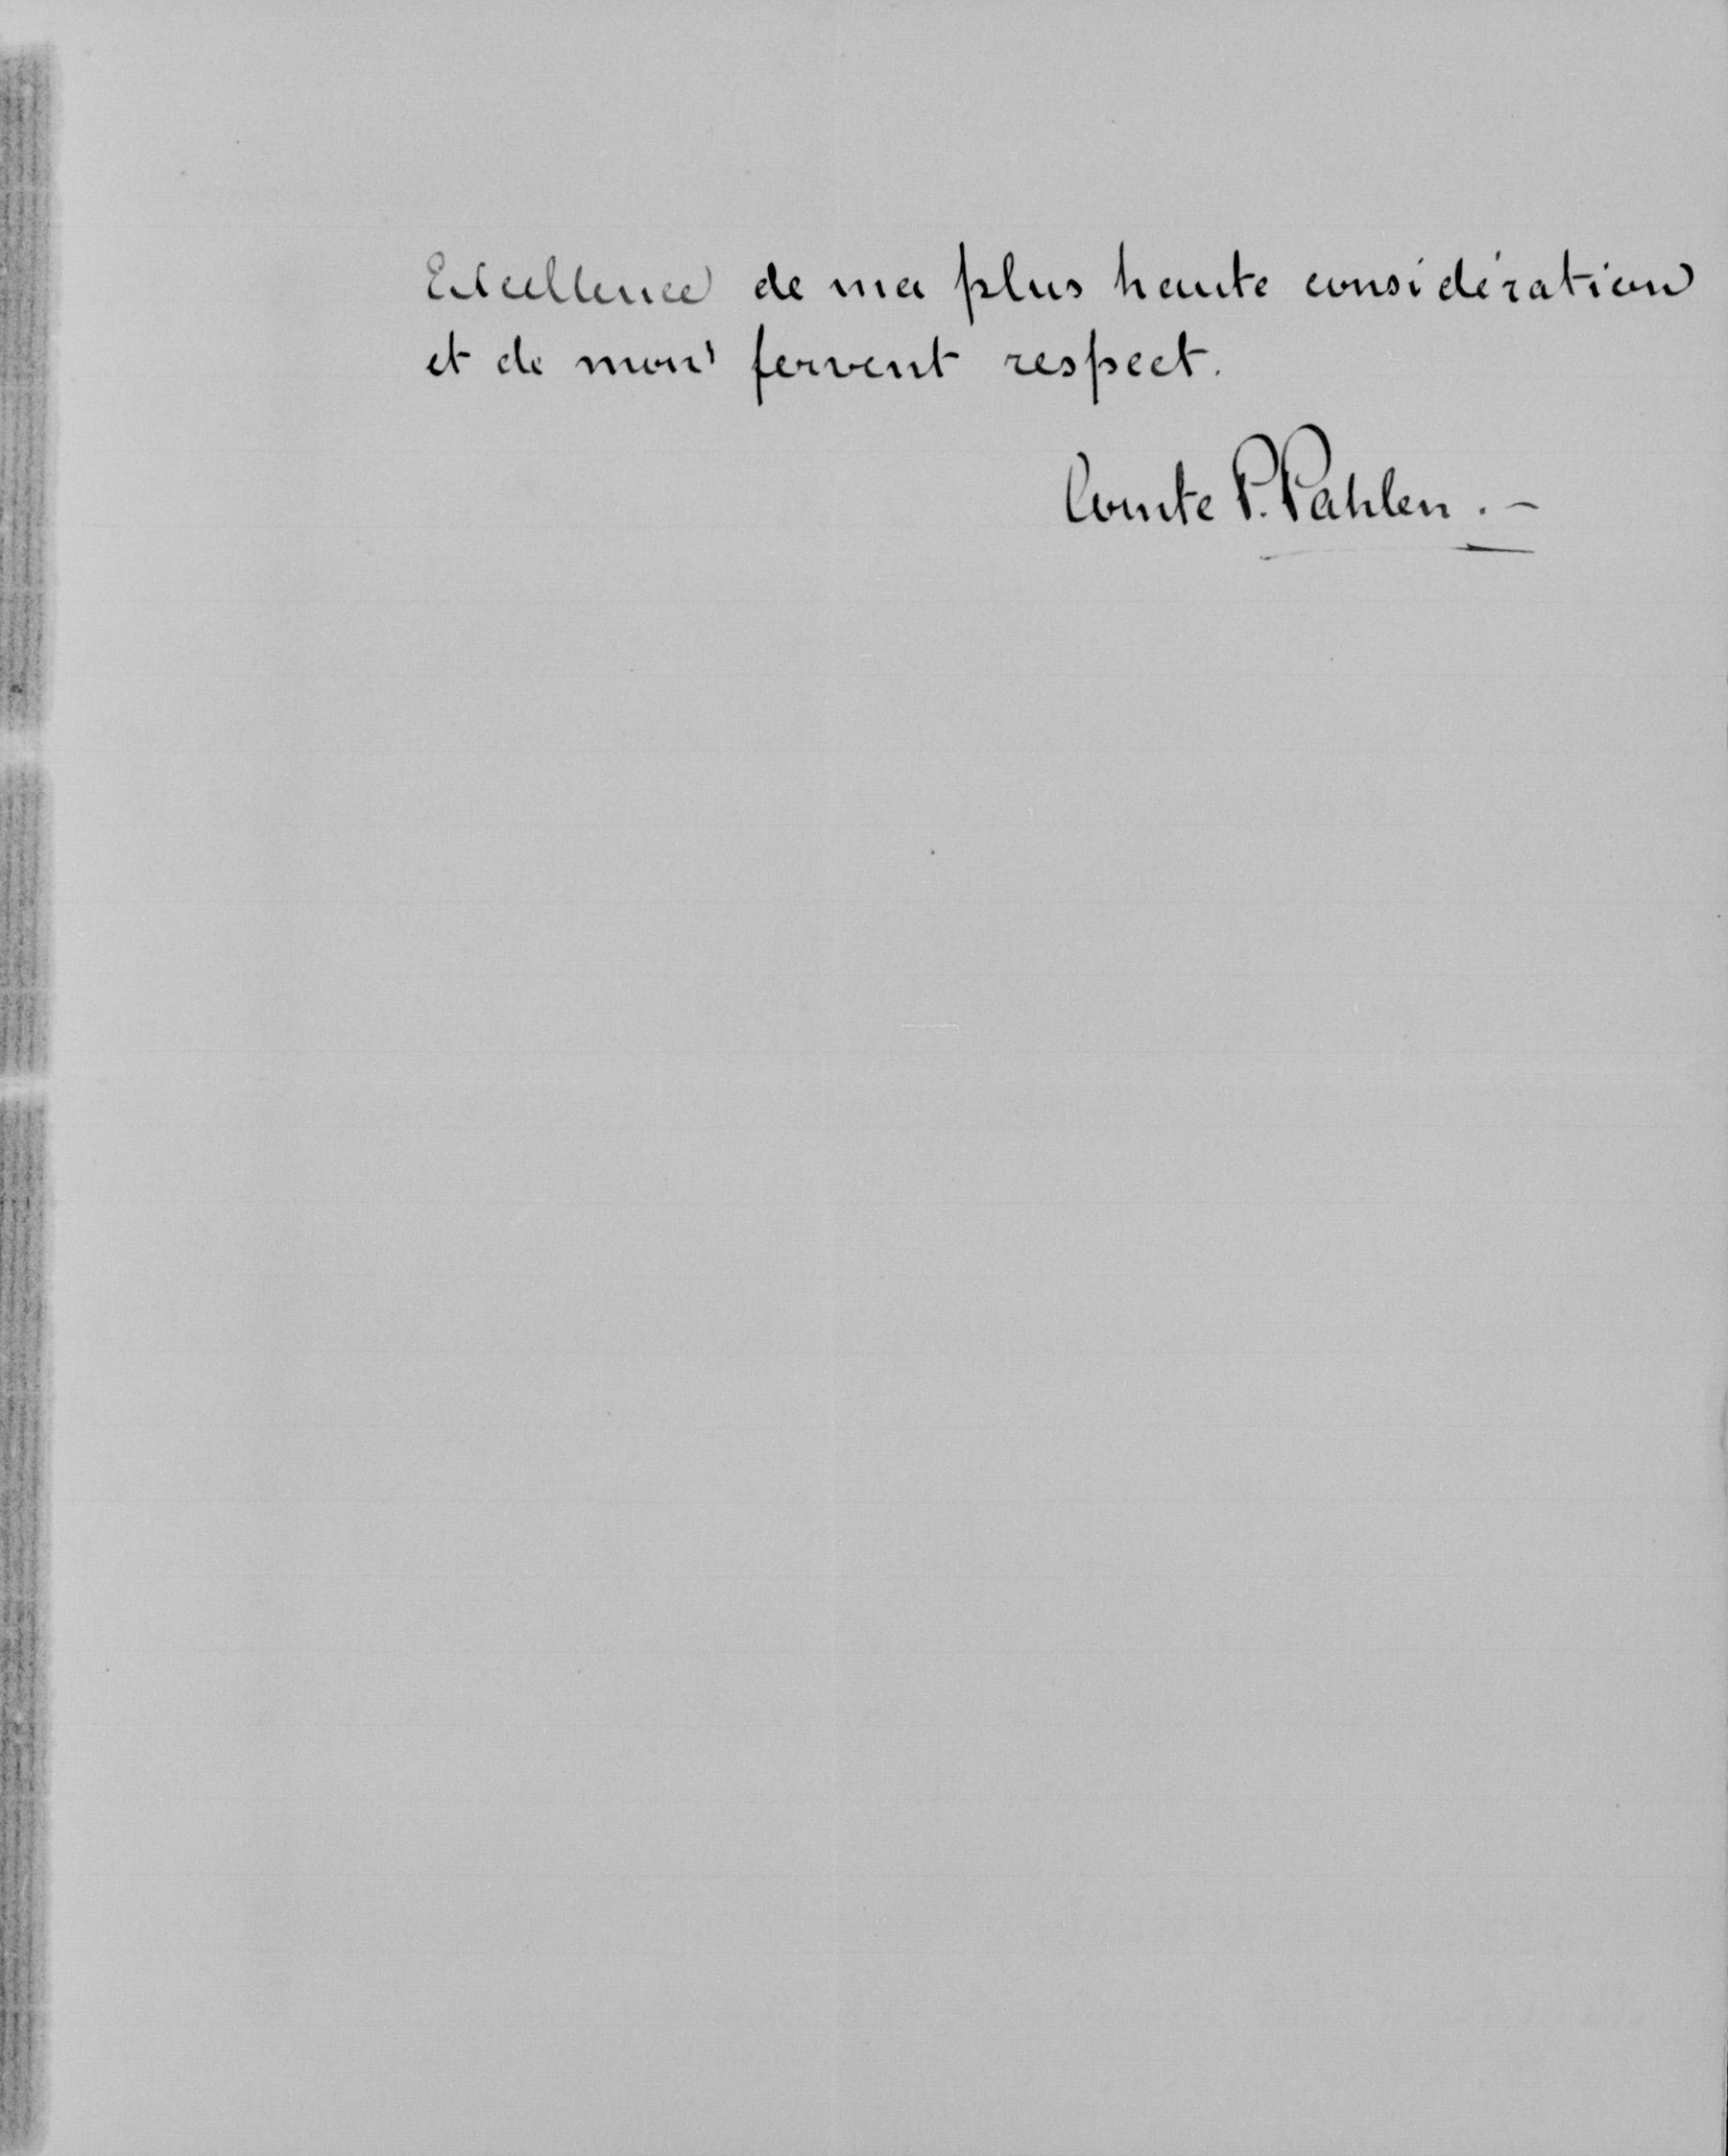 Excellence de ma plus haute considération
et de mon fervent respect.
Comte P. Pahlen. -